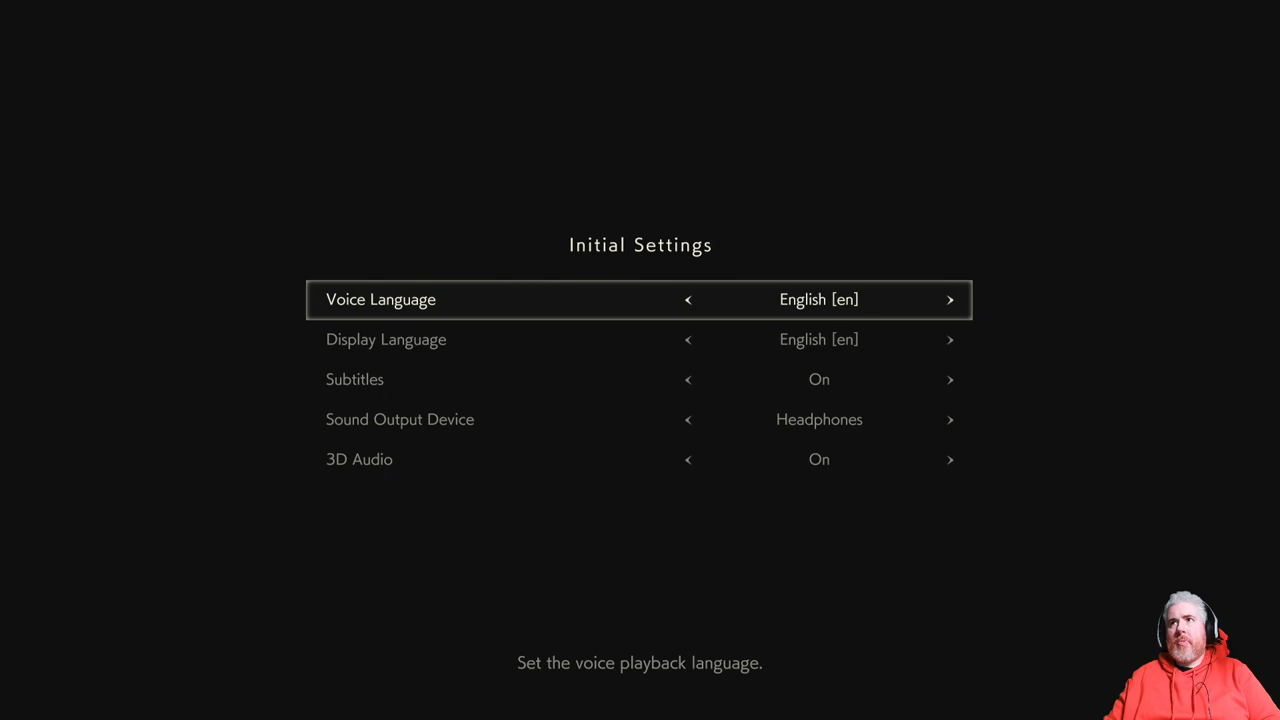 Initial Settings
Voice Language English [en]
Display Language English [en]
Subtitles On
Sound Output Device Headphones
3D Audio On
Set the voice playback language.